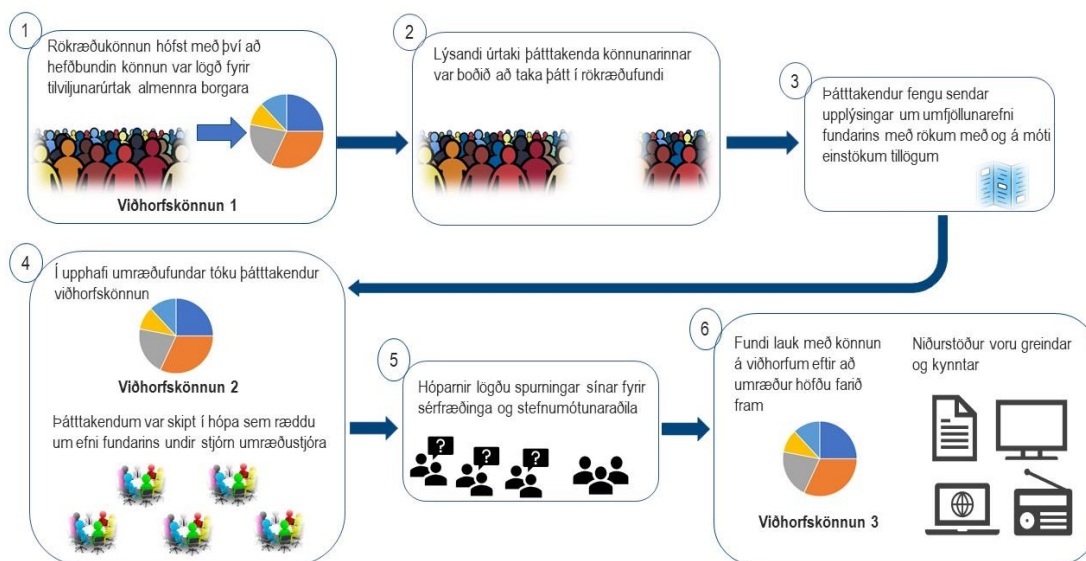 1
Rökræðukönnun hófst með því að
hefðbundin könnun var lögð fyrir
tilviljunarúrtak almennra borgara
Viðhorfskönnun 1
2
Lýsandi úrtaki þátttakenda könnunarinnar
var boðið að taka þátt í rökræðufundi
3
Þátttakendur fengu sendar
upplýsingar um umfjöllunarefni
fundarins með rökum með og á móti
einstökum tillögum
4
Í upphafi umræðufundar tóku þátttakendur
viðhorfskönnun
Viðhorfskönnun 2
Þátttakendum var skipt í hópa sem ræddu
um efni fundarins undir stjórn umræðustjóra
5
Hóparnir lögðu spurningar sínar fyrir
sérfræðinga og stefnumótunaraðila
? ? ?
6
Fundi lauk með könnun
á viðhorfum eftir að
umræður höfðu farið
fram
Viðhorfskönnun 3
Niðurstöður voru greindar
og kynntar